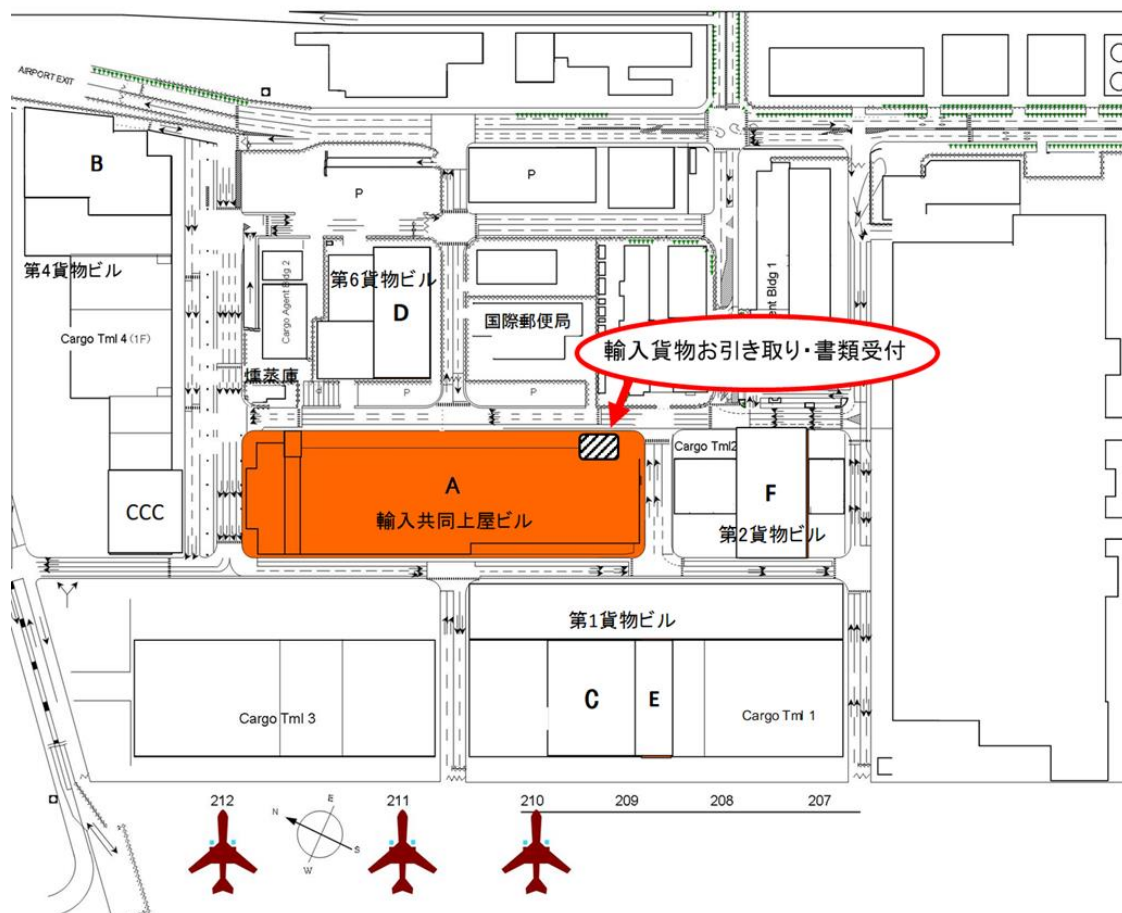 AIRPORT EXIT
B
P
P
第4貨物ビル
Cargo Tml 4 (1F)
Cargo Agent Bldg 2
第6貨物ビル
D
国際郵便局
ent Bldg 1
輸入貨物お引き取り・書類受付
燻蒸庫
P
P
P
CCC
A
輸入共同上屋ビル
Cargo Tml2
F
第2貨物ビル
第1貨物ビル
Cargo Tml 3
C
E
Cargo Tml 1
212
211
210
209
208
207
N
E
S
W